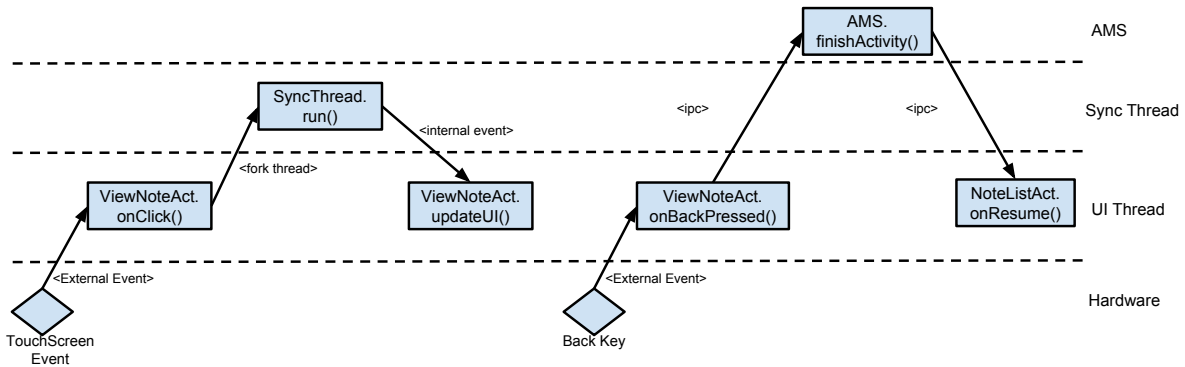 AMS.
finishActivity()
AMS
SyncThread.
run()
<ipc>
<ipc>
Sync Thread
<internal event>
<fork thread>
ViewNoteAct.
onClick()
ViewNoteAct.
updateUI()
ViewNoteAct.
onBackPressed()
NoteListAct.
onResume()
UI Thread
<External Event>
<External Event>
Hardware
TouchScreen
Event
Back Key